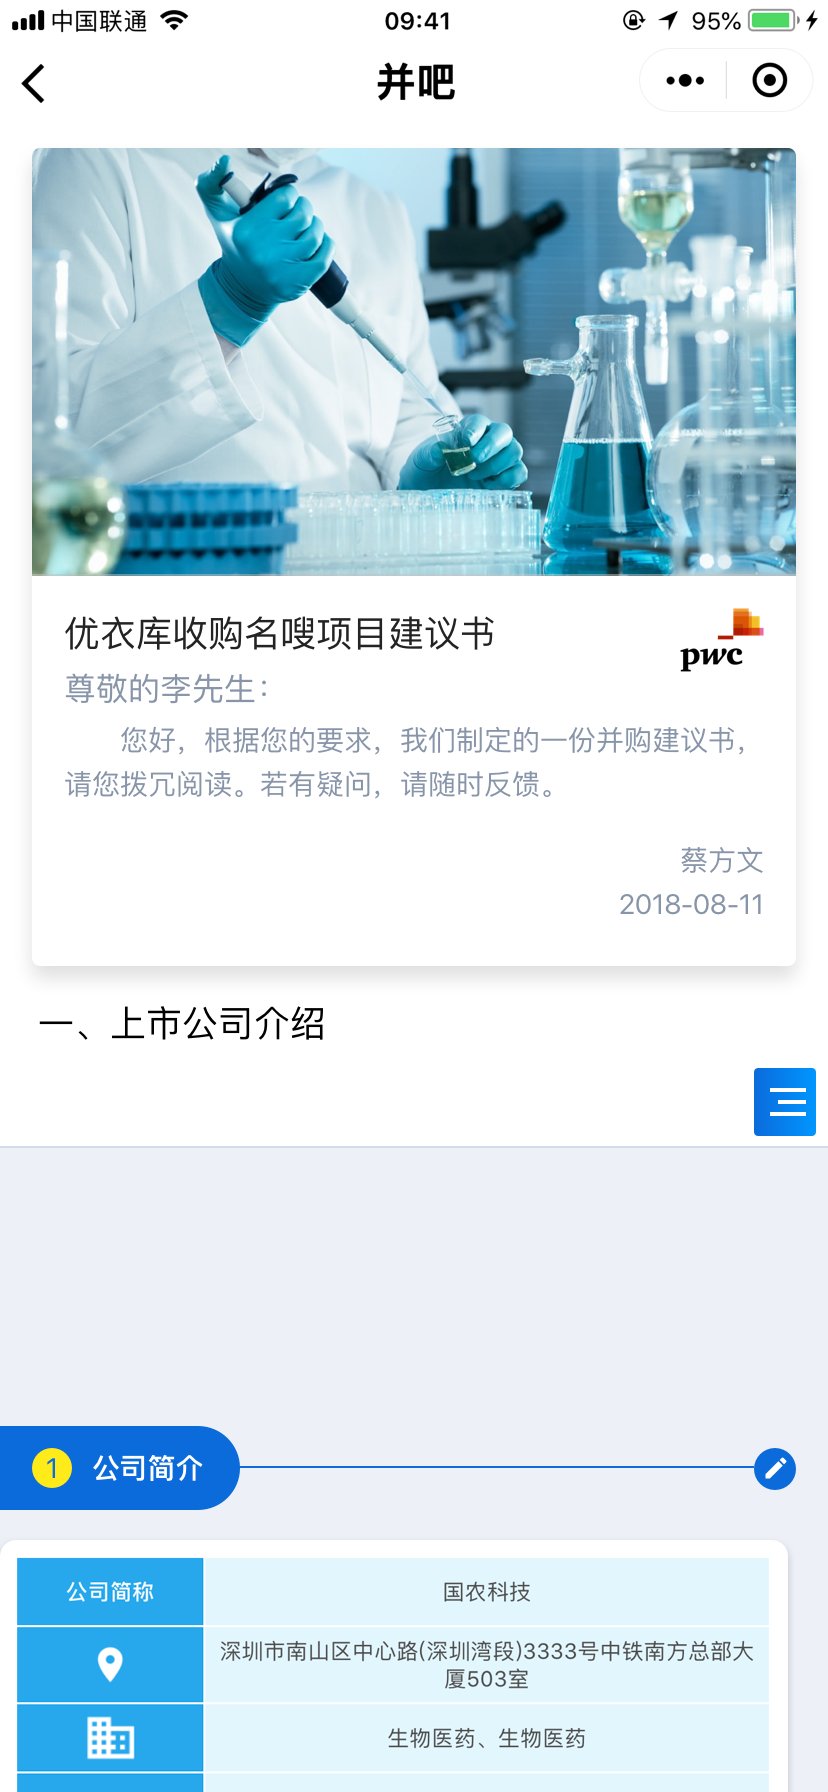 中国联通
09:41
95%
并吧
优衣库收购名嗖项目建议书
pwc
尊敬的李先生：
您好，根据您的要求，我们制定的一份并购建议书，
请您拨冗阅读。若有疑问，请随时反馈。
蔡方文
2018-08-11
一、上市公司介绍
1 公司简介
公司简称 国农科技
深圳市南山区中心路(深圳湾段)3333号中铁南方总部大
厦503室
生物医药、生物医药